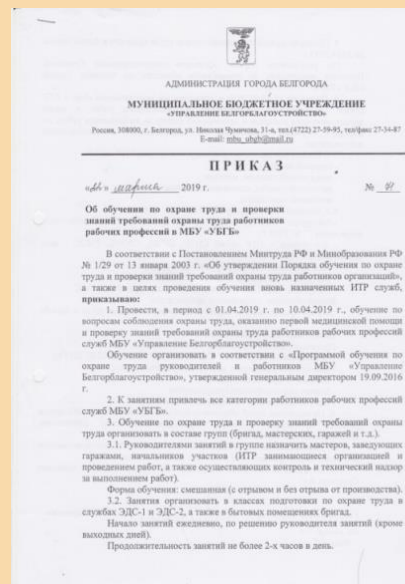 АДМИНИСТРАЦИЯ ГОРОДА БЕЛГОРОДА
МУНИЦИПАЛЬНОЕ БЮДЖЕТНОЕ УЧРЕЖДЕНИЕ
«УПРАВЛЕНИЕ БЕЛГОРБЛАГОУСТРОЙСТВО»
Россия, 308000, г. Белгород, ул. Николая Чумичова, 31-а, тел.(4722) 27-59-95, тел/факс 27-34-87
E-mail: mbu_ubgb@mail.ru
ПРИКАЗ
марта 2019 г. №
Об обучении по охране труда и проверки
знаний требований охраны труда работников
рабочих профессий в МБУ «УБГБ»
В соответствии с Постановлением Минтруда РФ и Минобразования РФ
№ 1/29 от 13 января 2003 г. «Об утверждении Порядка обучения по охране
труда и проверки знаний требований охраны труда работников организаций»,
а также в целях проведения обучения вновь назначенных ИТР служб,
приказываю:
1. Провести, в период с 01.04.2019 г. по 10.04.2019 г., обучение по
вопросам соблюдения охраны труда, оказанию первой медицинской помощи
и проверку знаний требований охраны труда работников рабочих профессий
служб МБУ «Управление Белгорблагоустройство».
Обучение организовать в соответствии с «Программой обучения по
охране труда руководителей и работников МБУ «Управление
Белгорблагоустройство», утвержденной генеральным директором 19.09.2016
г.
2. К занятиям привлечь все категории работников рабочих профессий
служб МБУ «УБГБ».
3. Обучение по охране труда и проверку знаний требований охраны
труда организовать в составе групп (бригад, мастерских, гаражей и т.д.).
3.1. Руководителями занятий в группе назначить мастеров, заведующих
гаражами, начальников участков (ИТР занимающиеся организацией и
проведением работ, а также осуществляющих контроль и технический надзор
за выполнением работ).
Форма обучения: смешанная (с отрывом и без отрыва от производства).
3.2. Занятия организовать в классах подготовки по охране труда в
службах ЭДС-1 и ЭДС-2, а также в бытовых помещениях бригад.
Начало занятий ежедневно, по решению руководителя занятий (кроме
выходных дней).
Продолжительность занятий не более 2-х часов в день.